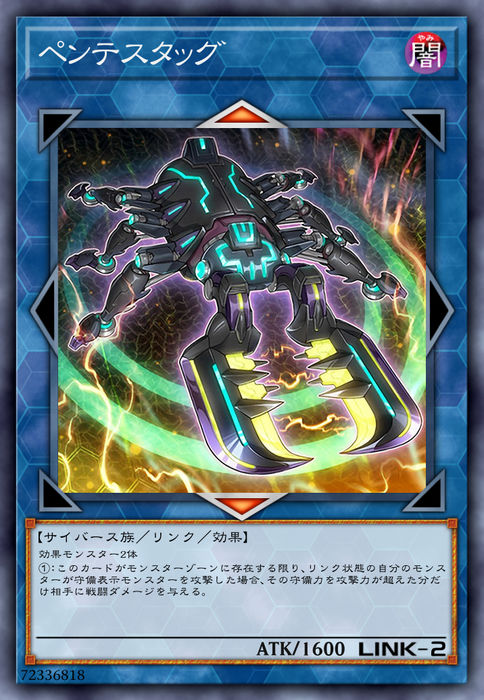 ペンテスタッグ
やみ
闇
【サイバース族／リンク／効果】
効果モンスター2体
①：このカードがモンスターゾーンに存在する限り、リンク状態の自分のモンス
ターが守備表示モンスターを攻撃した場合、その守備力を攻撃力が超えた分だ
け相手に戦闘ダメージを与える。
ATK/1600 LINK-2
72336818